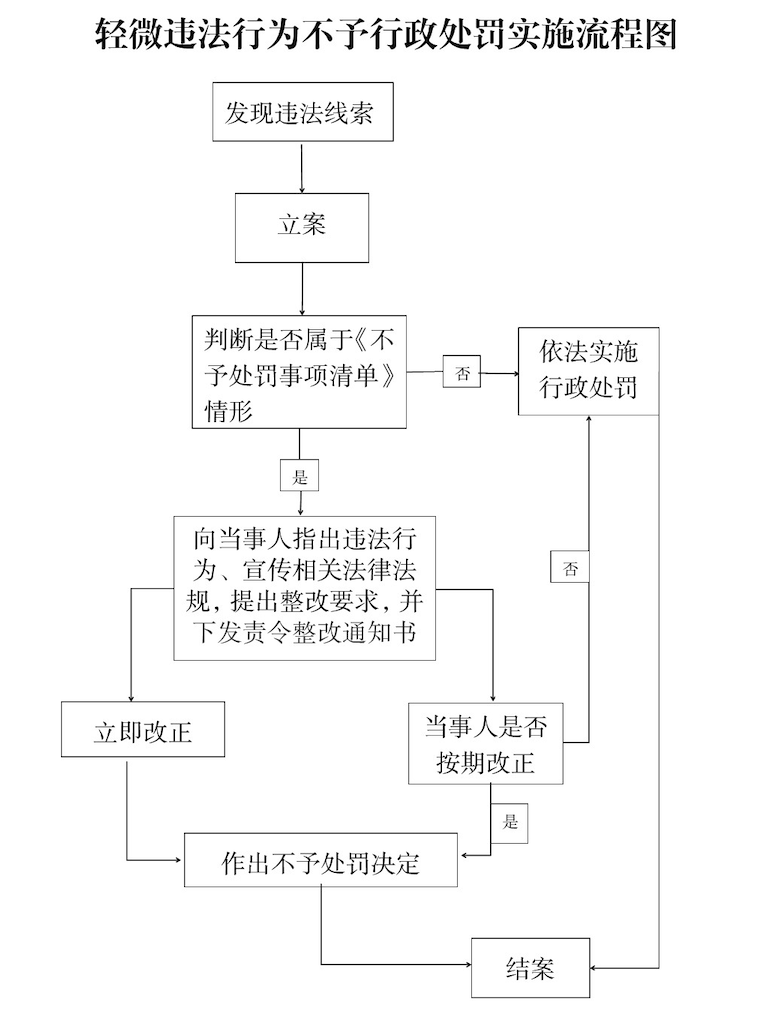 轻微违法行为不予行政处罚实施流程图
发现违法线索
立案
判断是否属于《不
予处罚事项清单》
情形
否
依法实施
行政处罚
是
向当事人指出违法行
为、宣传相关法律法
规，提出整改要求，并
下发责令整改通知书
否
立即改正
当事人是否
按期改正
是
作出不予处罚决定
结案